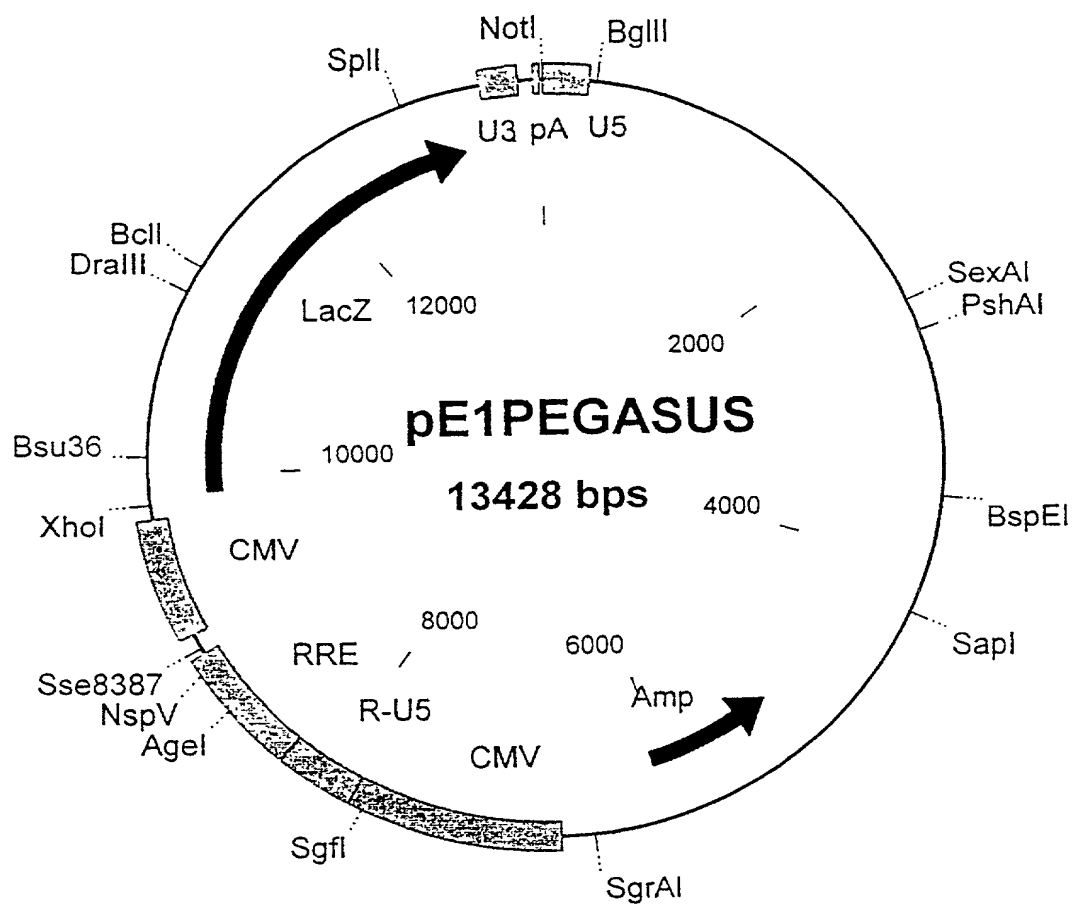 NotI
BglII
SplI
U3 pA U5
BclI
DraIII
SexAI
PshAI
LacZ
12000
2000
pE1PEGASUS
Bsu36
10000
13428 bps
4000
XhoI
BspEI
CMV
8000
6000
RRE
SapI
Sse8387
NspV
R-U5
Amp
AgeI
CMV
SgfI
SgrAI